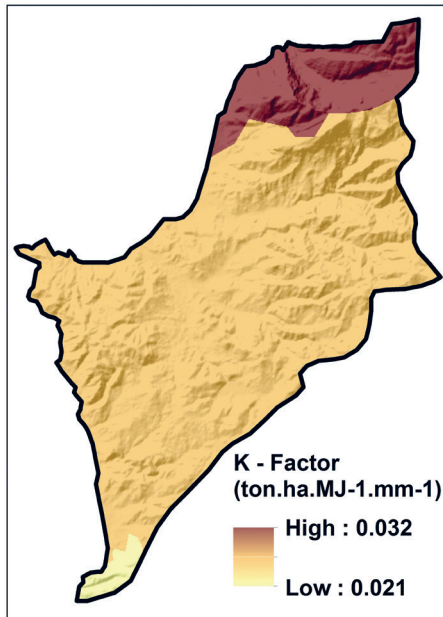 K - Factor
(ton.ha.MJ-1.mm-1)
High : 0.032
Low : 0.021